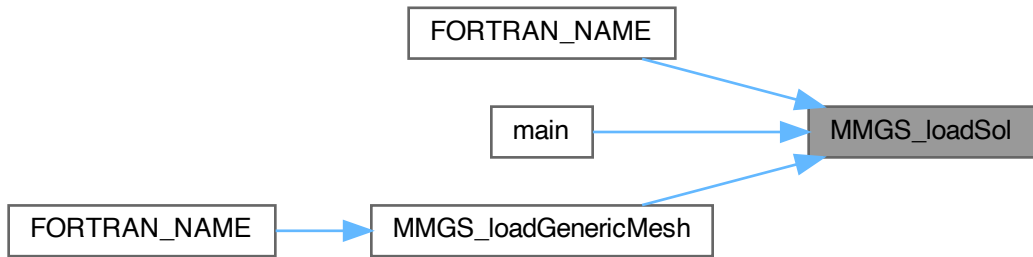 FORTRAN_NAME
main
MMGS_loadSol
FORTRAN_NAME
MMGS_loadGenericMesh